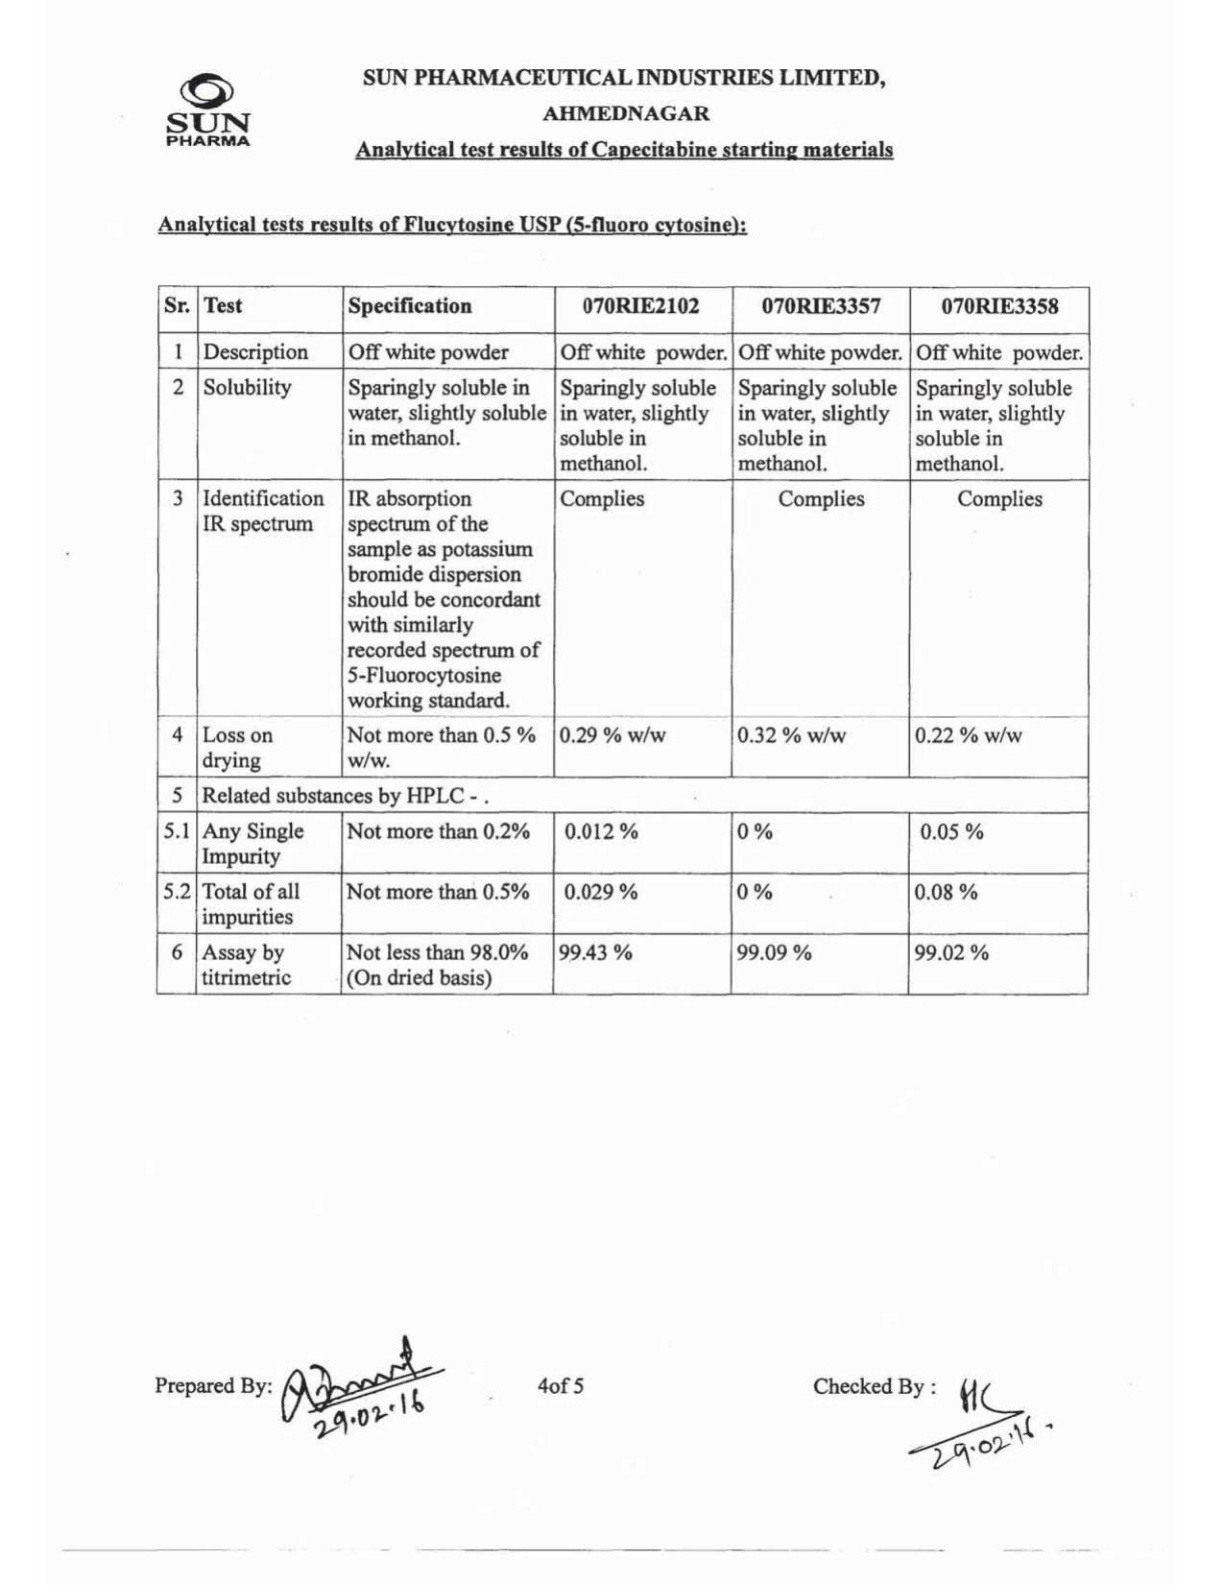 SUN PHARMACEUTICAL INDUSTRIES LIMITED,
SUN
PHARMA
AHMEDNAGAR
Analytical test results of Capecitabine starting materials
Analytical tests results of Flucytosine USP (5-fluoro cytosine):
Sr. Test Specification 070RIE2102 070RIE3357 070RIE3358
1 Description Off white powder Off white powder. Off white powder. Off white powder.
2 Solubility Sparingly soluble in Sparingly soluble Sparingly soluble Sparingly soluble
water, slightly soluble in water, slightly in water, slightly in water, slightly
in methanol. soluble in soluble in soluble in
methanol. methanol. methanol.
3 Identification IR absorption Complies Complies Complies
IR spectrum spectrum of the
sample as potassium
bromide dispersion
should be concordant
with similarly
recorded spectrum of
5-Fluorocytosine
working standard.
4 Loss on Not more than 0.5 % 0.29 % w/w 0.32 % w/w 0.22 % w/w
drying w/w.
5 Related substances by HPLC - .
5.1 Any Single Not more than 0.2% 0.012 % 0 % 0.05 %
Impurity
5.2 Total of all Not more than 0.5% 0.029 % 0 % 0.08 %
impurities
6 Assay by Not less than 98.0% 99.43 % 99.09 % 99.02 %
titrimetric (On dried basis)
Prepared By: 4of 5 Checked By : HC
29.02.16 29.02.16.